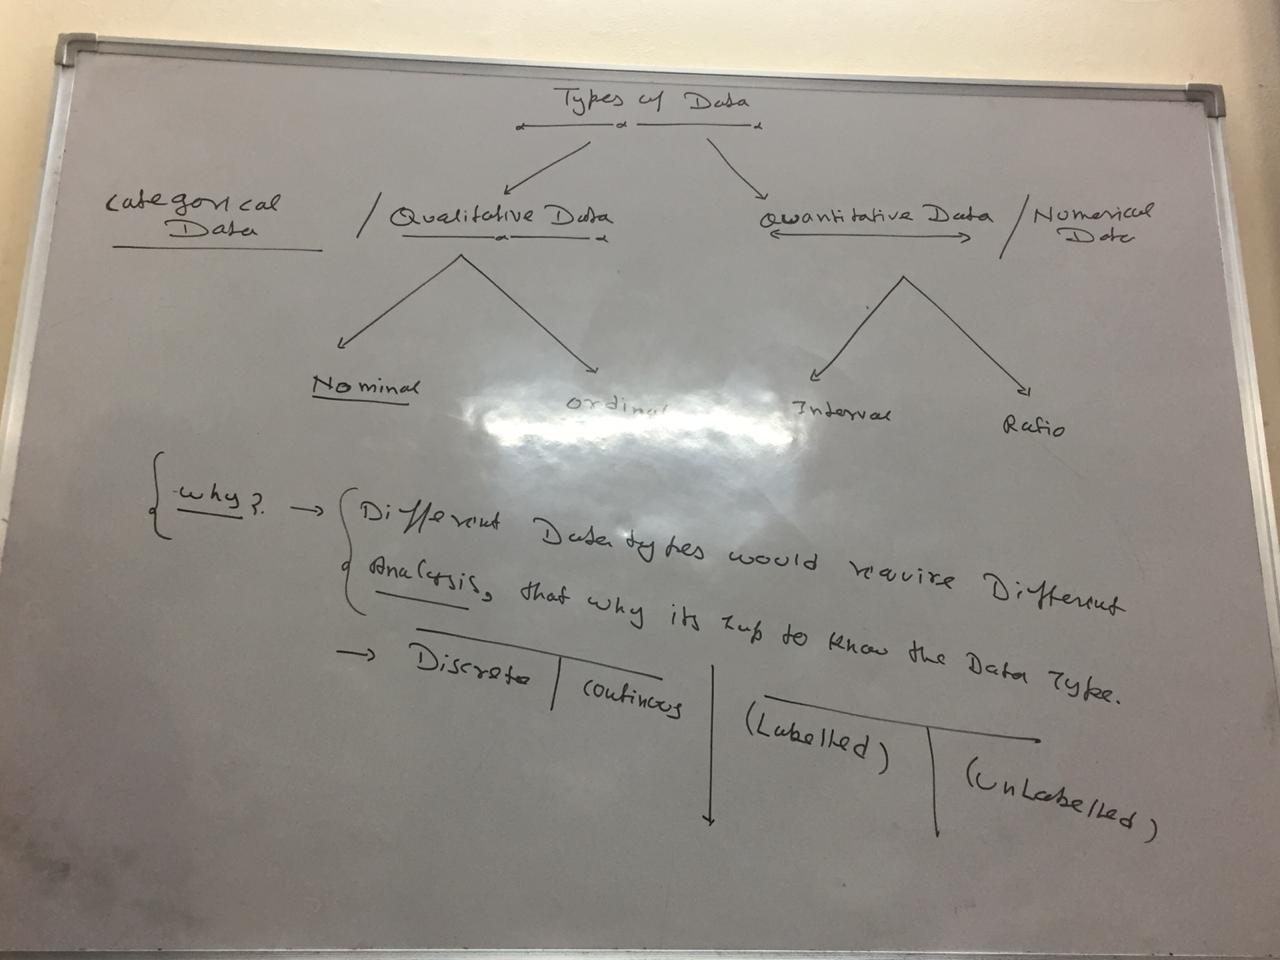 Types of Data
Categorical Data / Qualitative Data
Quantitative Data / Numerical Data
Nominal
Ordinal
Interval
Ratio
Why? → Different Data types would require Different
Analysis, that why its Imp to know the Data Type.
→ Discrete | Continous
(Labelled) | (UnLabelled)